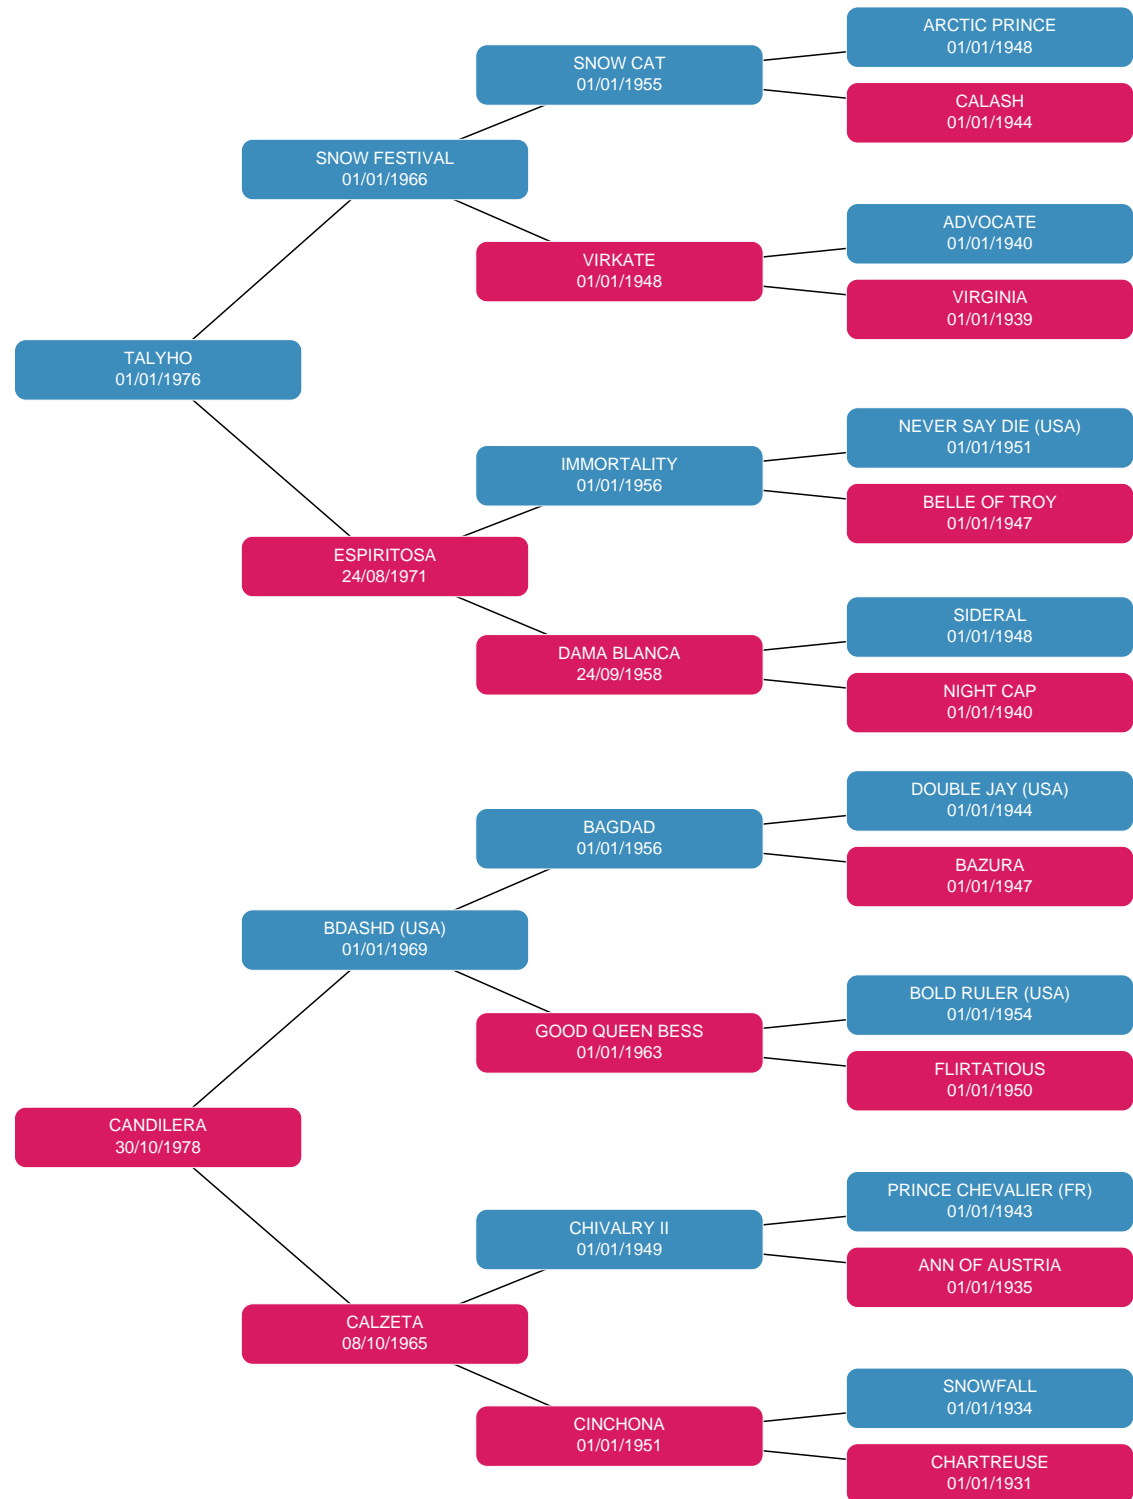 ARCTIC PRINCE
01/01/1948
SNOW CAT
01/01/1955
CALASH
01/01/1944
SNOW FESTIVAL
01/01/1966
ADVOCATE
01/01/1940
VIRKATE
01/01/1948
VIRGINIA
01/01/1939
TALYHO
01/01/1976
NEVER SAY DIE (USA)
01/01/1951
IMMORTALITY
01/01/1956
BELLE OF TROY
01/01/1947
ESPIRITOSA
24/08/1971
SIDERAL
01/01/1948
DAMA BLANCA
24/09/1958
NIGHT CAP
01/01/1940
DOUBLE JAY (USA)
01/01/1944
BAGDAD
01/01/1956
BAZURA
01/01/1947
BDASHD (USA)
01/01/1969
BOLD RULER (USA)
01/01/1954
GOOD QUEEN BESS
01/01/1963
FLIRTATIOUS
01/01/1950
CANDILERA
30/10/1978
PRINCE CHEVALIER (FR)
01/01/1943
CHIVALRY II
01/01/1949
ANN OF AUSTRIA
01/01/1935
CALZETA
08/10/1965
SNOWFALL
01/01/1934
CINCHONA
01/01/1951
CHARTREUSE
01/01/1931